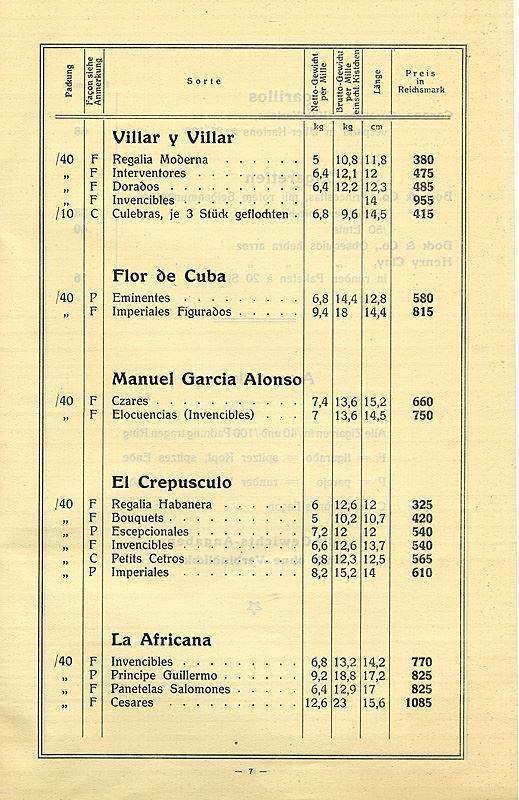 Packung | Façon siehe Anmerkung | Sorte | Netto-Gewicht per Mille | Brutto-Gewicht per Mille einschl. Kistchen | Länge | Preis in Reichsmark
kg | kg | cm
Villar y Villar
/40 F Regalia Moderna . . . . . . 5 10,8 11,8 380
„ F Interventores . . . . . . . . 6,4 12,1 12 475
„ F Dorados . . . . . . . . . . 6,4 12,2 12,3 485
„ F Invencibles . . . . . . . . . 14 955
/10 C Culebras, je 3 Stück geflochten . 6,8 9,6 14,5 415
Flor de Cuba
/40 P Eminentes . . . . . . . . . 6,8 14,4 12,8 580
„ F Imperiales Figurados . . . . . 9,4 18 14,4 815
Manuel Garcia Alonso
/40 F Czares . . . . . . . . . . . 7,4 13,6 15,2 660
„ F Elocuencias (Invencibles) . . . 7 13,6 14,5 750
El Crepusculo
/40 F Regalia Habanera . . . . . . 6 12,6 12 325
„ F Bouquets . . . . . . . . . . 5 10,2 10,7 420
„ P Escepcionales . . . . . . . . 7,2 12 12 540
„ F Invencibles . . . . . . . . . 6,6 12,6 13,7 540
„ C Petits Cetros . . . . . . . . 6,8 12,3 12,5 565
„ P Imperiales . . . . . . . . . 8,2 15,2 14 610
La Africana
/40 F Invencibles . . . . . . . . . 6,8 13,2 14,2 770
„ P Principe Guillermo . . . . . . 9,2 18,8 17,2 825
„ F Panetelas Salomones . . . . . 6,4 12,9 17 825
„ F Cesares . . . . . . . . . . 12,6 23 15,6 1085
— 7 —